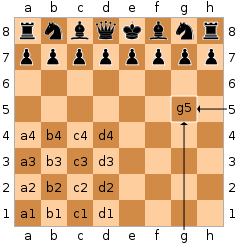 a b c d e f g h
8 8
7 7
6 6
5 g5 5
4 a4 b4 c4 d4 4
3 a3 b3 c3 d3 3
2 a2 b2 c2 d2 2
1 a1 b1 c1 d1 1
a b c d e f g h